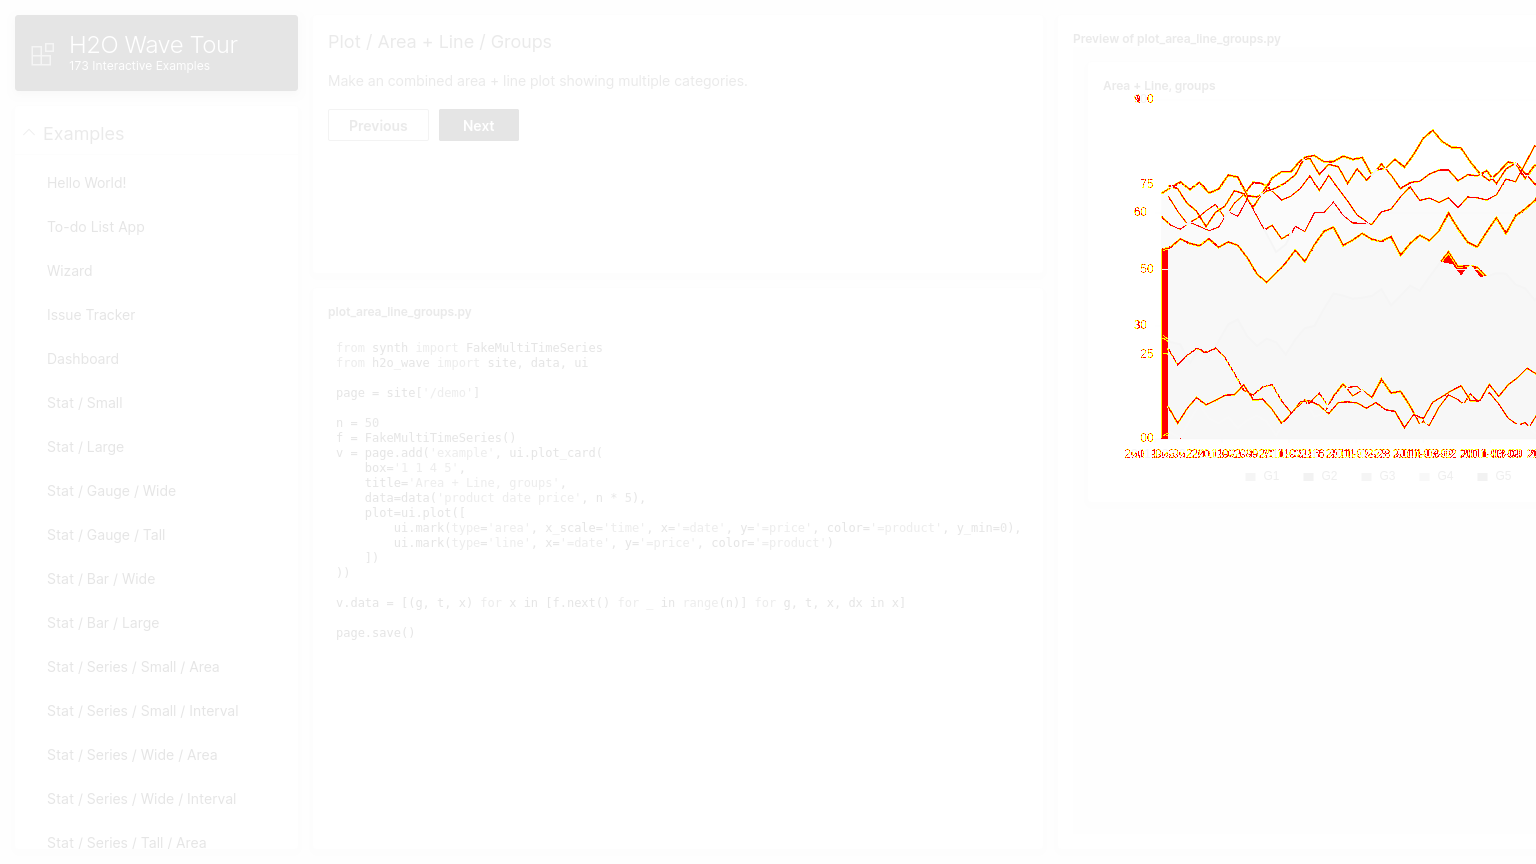 H2O Wave Tour
173 Interactive Examples
Examples
Hello World!
To-do List App
Wizard
Issue Tracker
Dashboard
Stat / Small
Stat / Large
Stat / Gauge / Wide
Stat / Gauge / Tall
Stat / Bar / Wide
Stat / Bar / Large
Stat / Series / Small / Area
Stat / Series / Small / Interval
Stat / Series / Wide / Area
Stat / Series / Wide / Interval
Stat / Series / Tall / Area
Plot / Area + Line / Groups
Make an combined area + line plot showing multiple categories.
Previous
Next
plot_area_line_groups.py
from synth import FakeMultiTimeSeries
from h2o_wave import site, data, ui
page = site['/demo']
n = 50
f = FakeMultiTimeSeries()
v = page.add('example', ui.plot_card(
    box='1 1 4 5',
    title='Area + Line, groups',
    data=data('product date price', n * 5),
    plot=ui.plot([
        ui.mark(type='area', x_scale='time', x='=date', y='=price', color='=product', y_min=0),
        ui.mark(type='line', x='=date', y='=price', color='=product')
    ])
))
v.data = [(g, t, x) for x in [f.next() for _ in range(n)] for g, t, x, dx in x]
page.save()
Preview of plot_area_line_groups.py
Area + Line, groups
75
60
50
30
25
G1
G2
G3
G4
G5